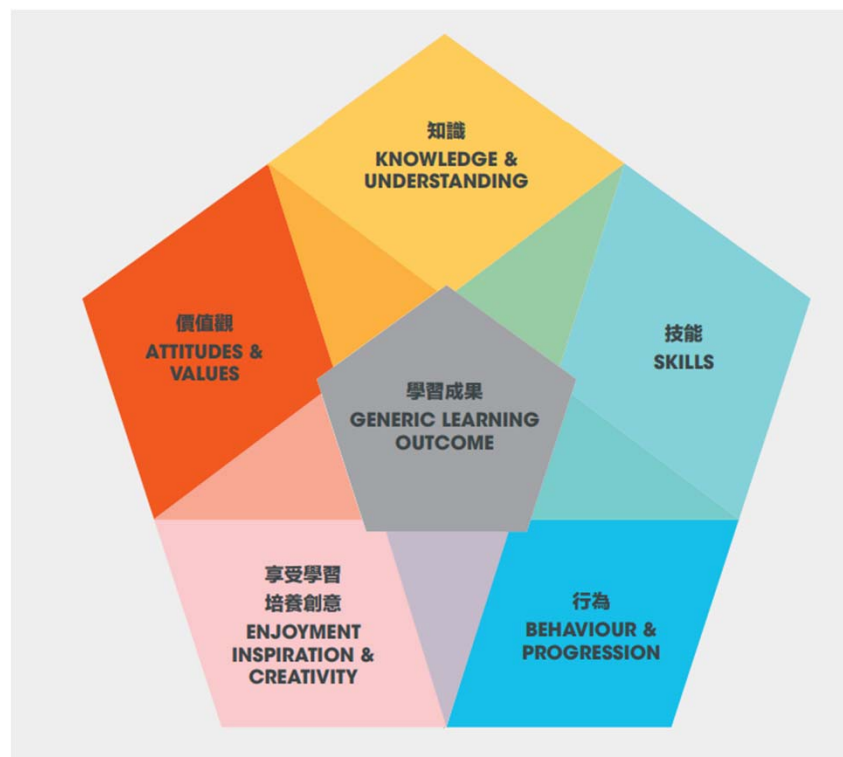 知識
KNOWLEDGE &
UNDERSTANDING
價值觀
ATTITUDES &
VALUES
技能
SKILLS
學習成果
GENERIC LEARNING
OUTCOME
享受學習
培養創意
ENJOYMENT
INSPIRATION &
CREATIVITY
行為
BEHAVIOUR &
PROGRESSION